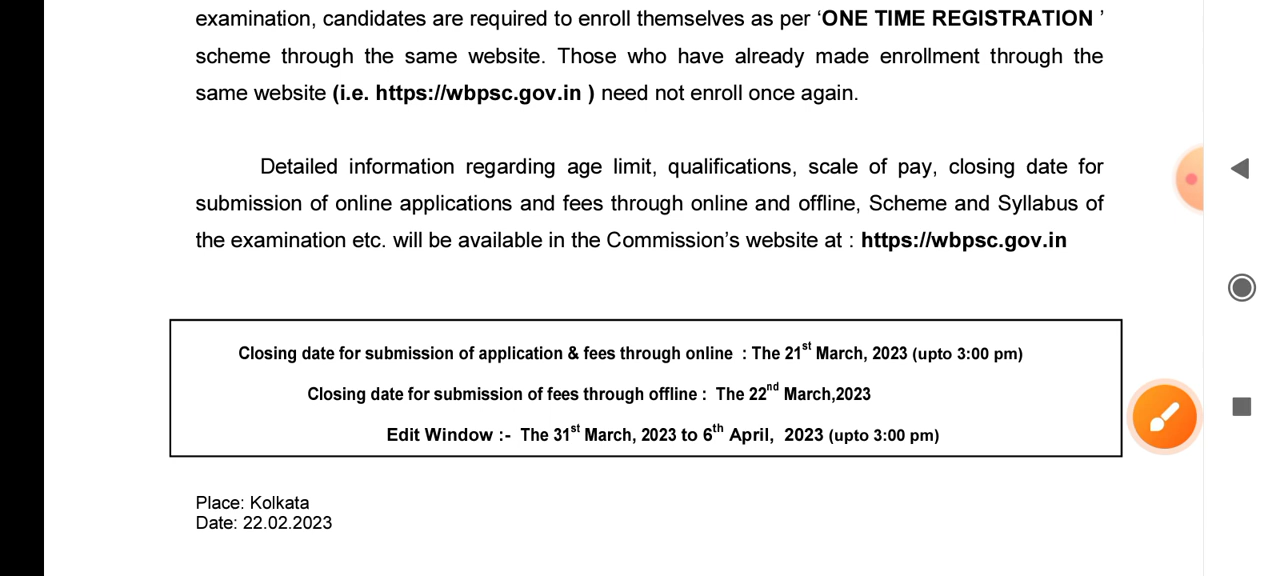 examination, candidates are required to enroll themselves as per ‘ONE TIME REGISTRATION ’
scheme through the same website. Those who have already made enrollment through the
same website (i.e. https://wbpsc.gov.in ) need not enroll once again.
Detailed information regarding age limit, qualifications, scale of pay, closing date for
submission of online applications and fees through online and offline, Scheme and Syllabus of
the examination etc. will be available in the Commission’s website at : https://wbpsc.gov.in
Closing date for submission of application & fees through online : The 21st March, 2023 (upto 3:00 pm)
Closing date for submission of fees through offline : The 22nd March,2023
Edit Window :- The 31st March, 2023 to 6th April, 2023 (upto 3:00 pm)
Place: Kolkata
Date: 22.02.2023